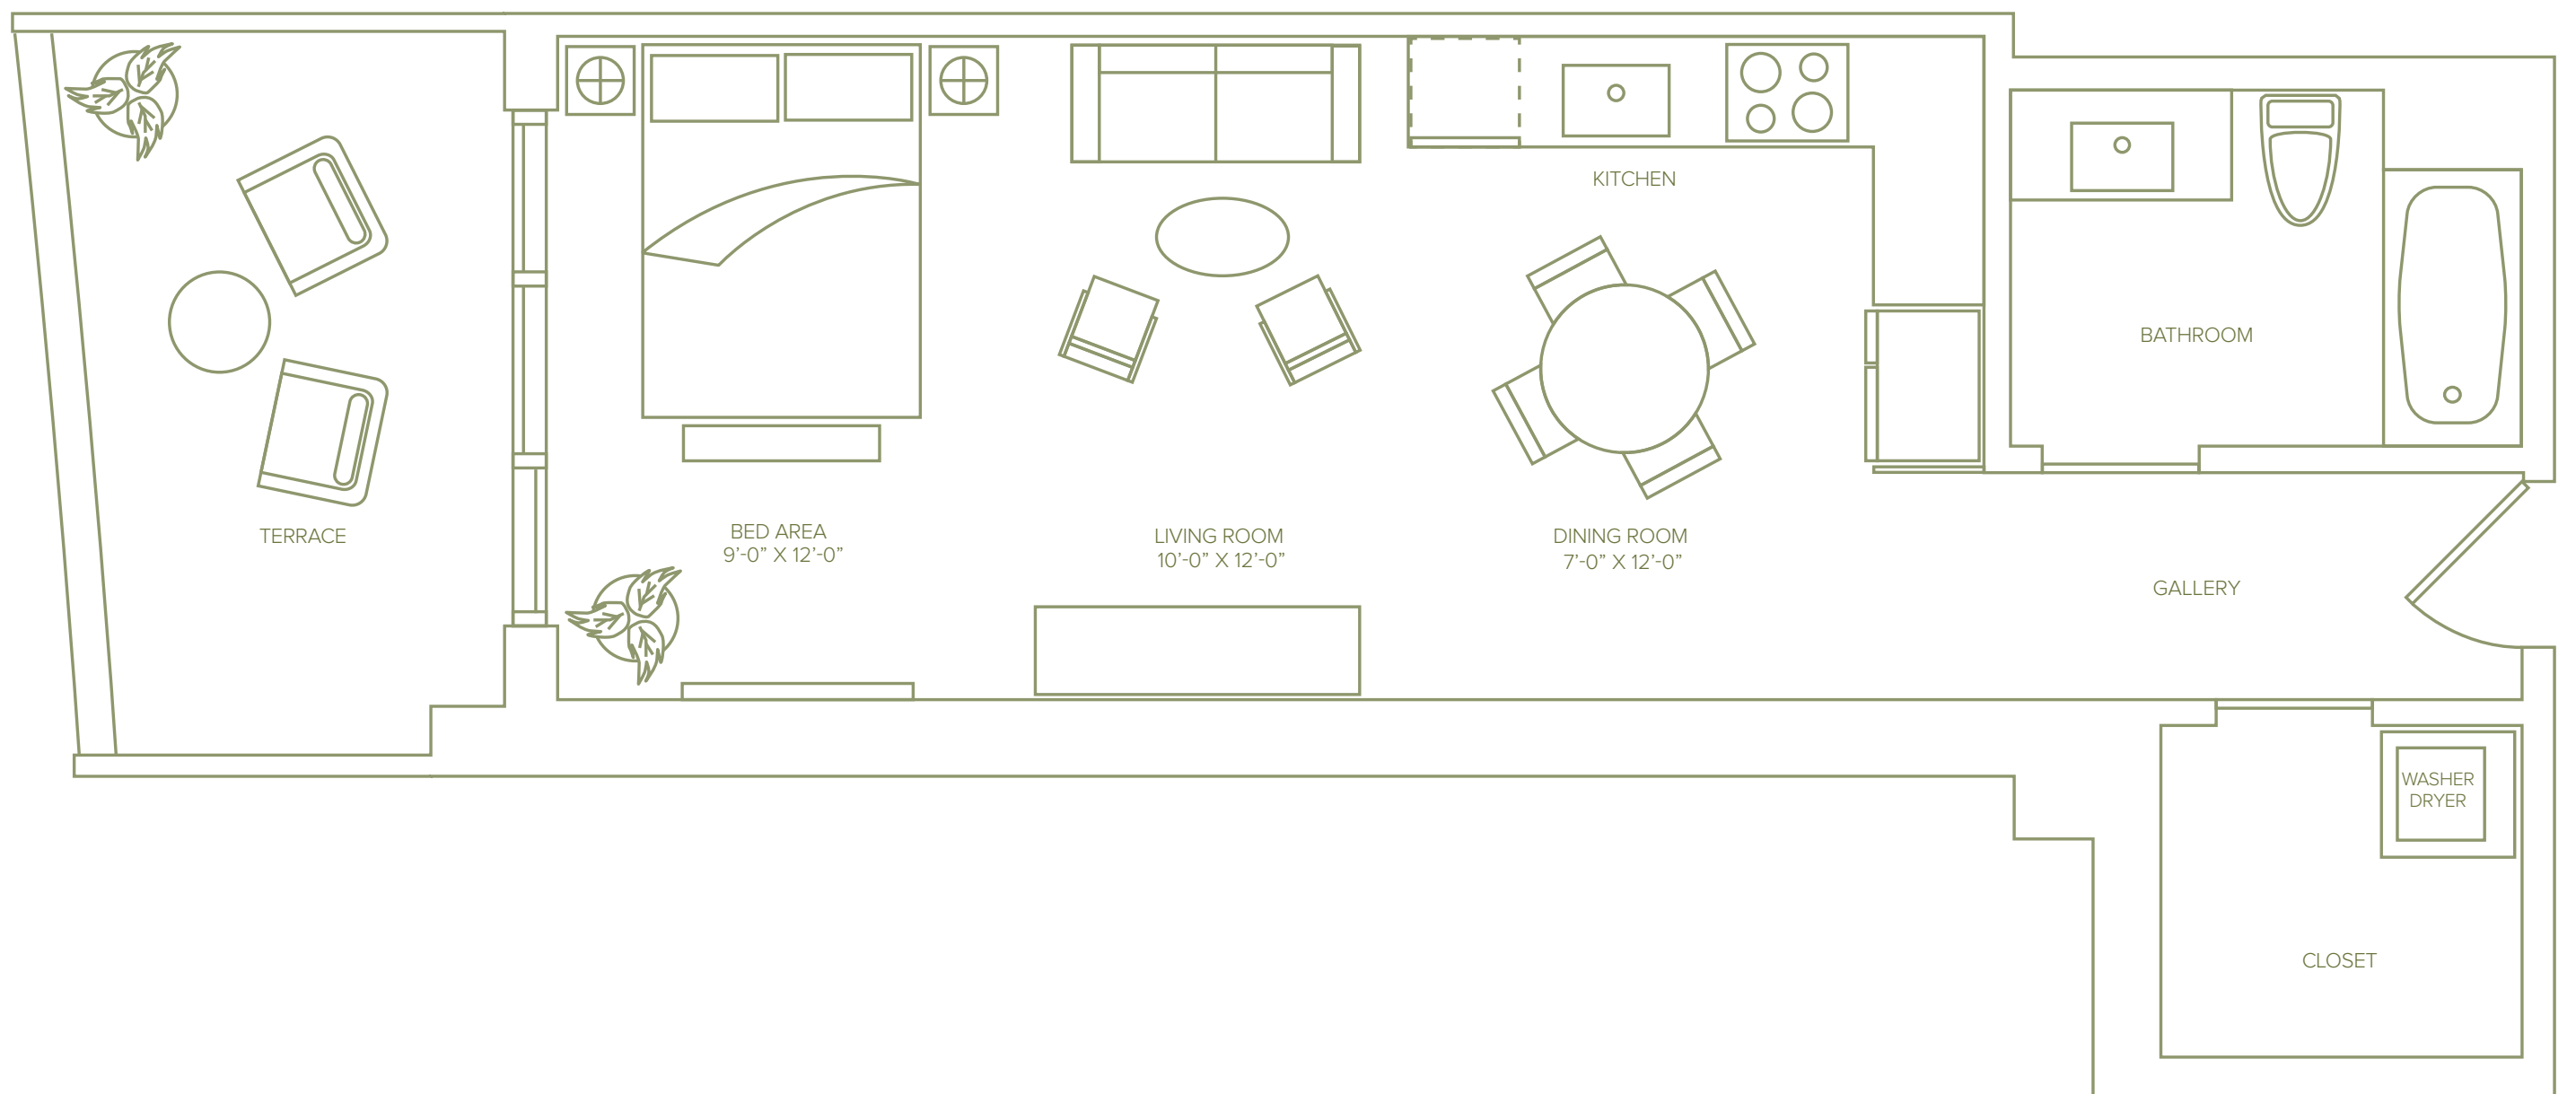 KITCHEN
BATHROOM
TERRACE
BED AREA
9’-0” X 12’-0”
LIVING ROOM
10’-0” X 12’-0”
DINING ROOM
7’-0” X 12’-0”
GALLERY
WASHER
DRYER
CLOSET